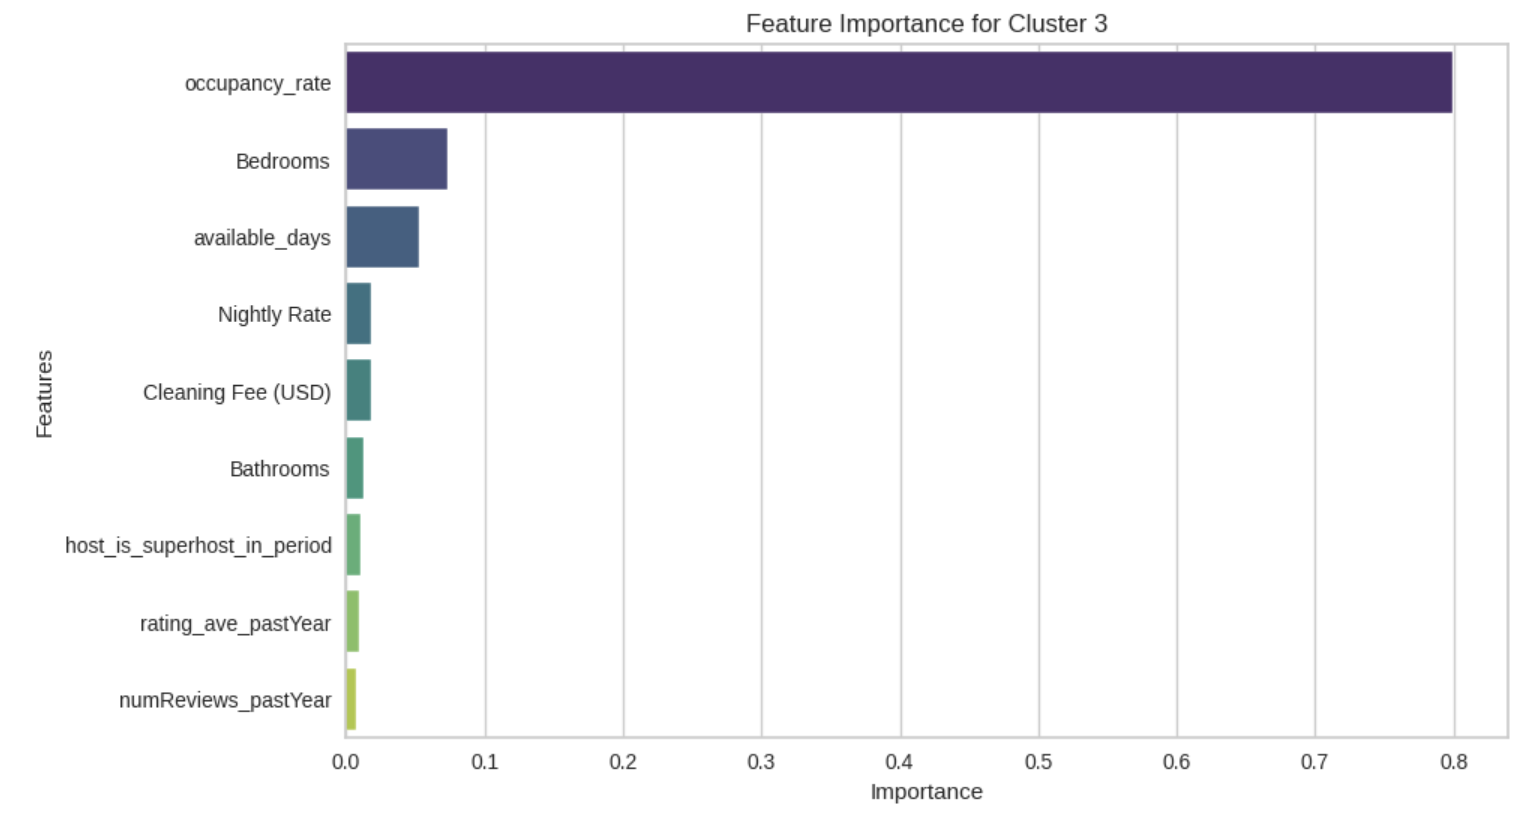 Feature Importance for Cluster 3
occupancy_rate
Bedrooms
available_days
Nightly Rate
Cleaning Fee (USD)
Bathrooms
host_is_superhost_in_period
rating_ave_pastYear
numReviews_pastYear
Features
0.0 0.1 0.2 0.3 0.4 0.5 0.6 0.7 0.8
Importance